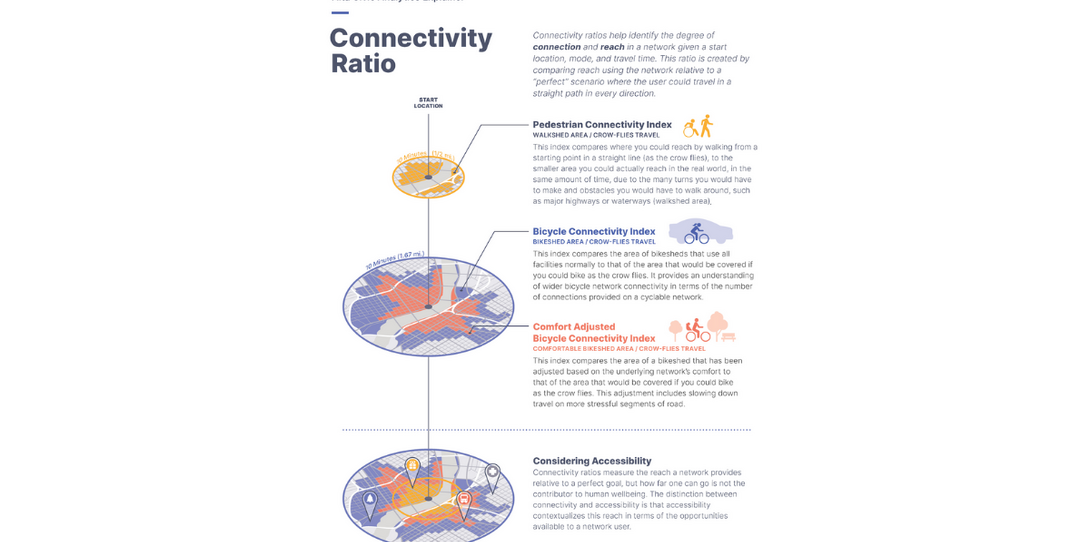 Connectivity
Ratio
Connectivity ratios help identify the degree of
connection and reach in a network given a start
location, mode, and travel time. This ratio is created by
comparing reach using the network relative to a
"perfect" scenario where the user could travel in a
straight path in every direction.
START
LOCATION
Pedestrian Connectivity Index
WALKSHED AREA / CROW-FLIES TRAVEL
This index compares where you could reach by walking from a
starting point in a straight line (as the crow flies), to the
smaller area you could actually reach in the real world, in the
same amount of time, due to the many turns you would have
to make and obstacles you would have to walk around, such
as major highways or waterways (walkshed area).
Minutes (1/2 mi.)
Bicycle Connectivity Index
BIKESHED AREA / CROW-FLIES TRAVEL
This index compares the area of bikesheds that use all
facilities normally to that of the area that would be covered if
you could bike as the crow flies. It provides an understanding
of wider bicycle network connectivity in terms of the number
of connections provided on a cyclable network.
10 Minutes (1.67 mi.)
Comfort Adjusted
Bicycle Connectivity Index
COMFORTABLE BIKESHED AREA / CROW-FLIES TRAVEL
This index compares the area of a bikeshed that has been
adjusted based on the underlying network's comfort to
that of the area that would be covered if you could bike
as the crow flies. This adjustment includes slowing down
travel on more stressful segments of road.
Considering Accessibility
Connectivity ratios measure the reach a network provides
relative to a perfect goal, but how far one can go is not the
contributor to human wellbeing. The distinction between
connectivity and accessibility is that accessibility
contextualizes this reach in terms of the opportunities
available to a network user.